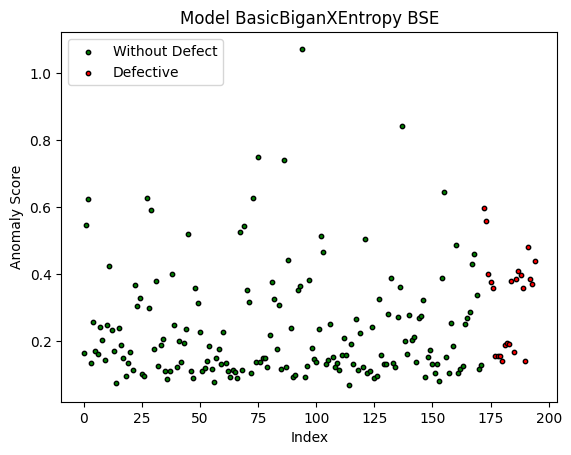 Model BasicBiganXEntropy BSE
Without Defect
Defective
Anomaly Score
1.0
0.8
0.6
0.4
0.2
0 25 50 75 100 125 150 175 200
Index